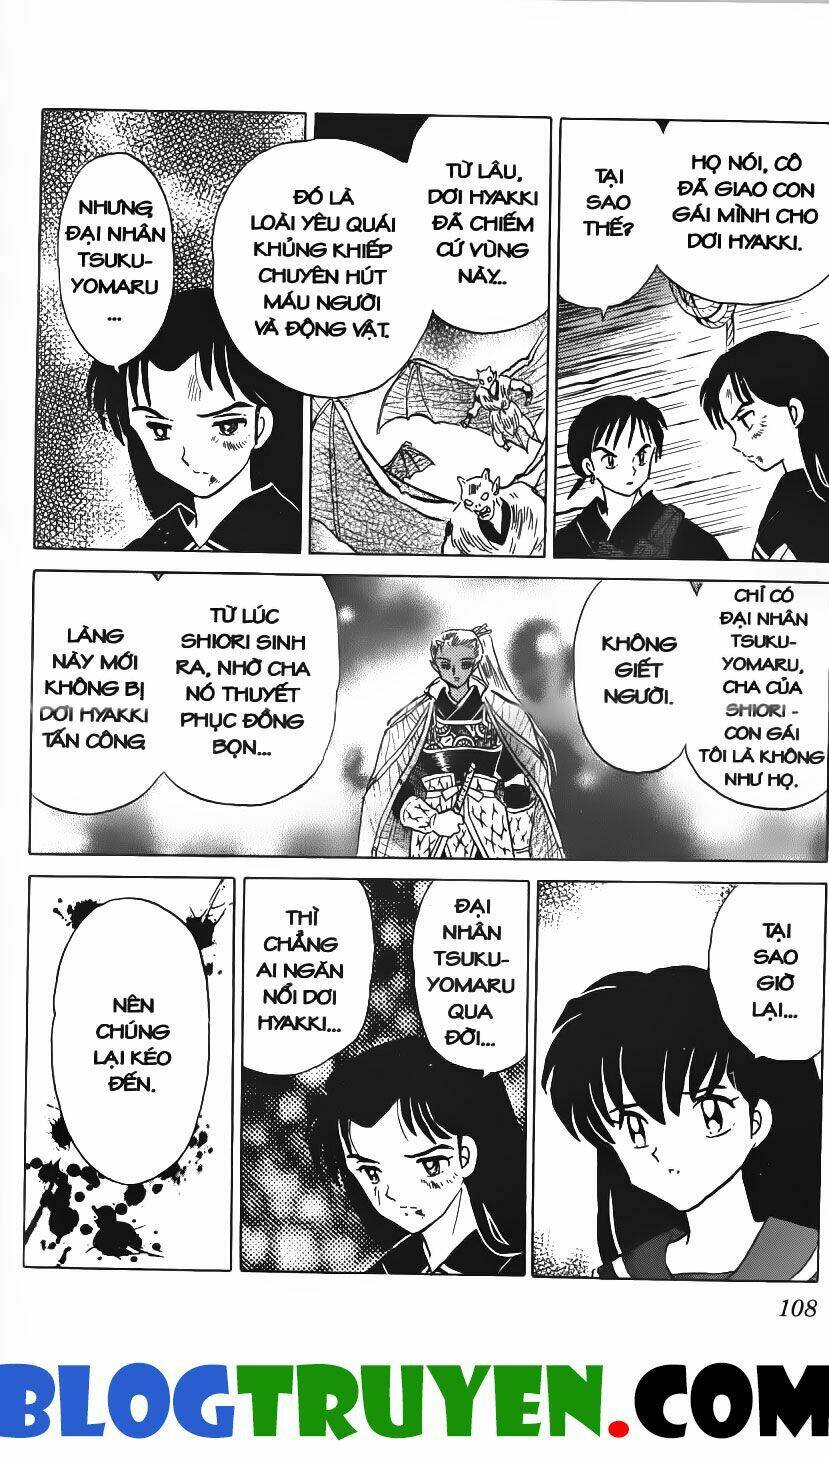 HỌ NÓI, CÔ
ĐÃ GIAO CON
GÁI MÌNH CHO
DƠI HYAKKI.
TẠI
SAO
THẾ?
TỪ LÂU,
DƠI HYAKKI
ĐÃ CHIẾM
CỨ VÙNG
NÀY...
ĐÓ LÀ
LOÀI YÊU QUÁI
KHỦNG KHIẾP
CHUYÊN HÚT
MÁU NGƯỜI
VÀ ĐỘNG VẬT.
NHƯNG,
ĐẠI NHÂN
TSUKU-
YOMARU
...
CHỈ CÓ
ĐẠI NHÂN
TSUKU-
YOMARU,
CHA CỦA
SHIORI -
CON GÁI
TÔI LÀ KHÔNG
NHƯ HỌ.
KHÔNG
GIẾT
NGƯỜI.
TỪ LÚC
SHIORI SINH
RA, NHỜ CHA
NÓ THUYẾT
PHỤC ĐỒNG
BỌN...
LÀNG
NÀY MỚI
KHÔNG BỊ
DƠI HYAKKI
TẤN CÔNG.
TẠI
SAO
GIỜ
LẠI...
ĐẠI
NHÂN
TSUKU-
YOMARU
QUA
ĐỜI...
THÌ
CHẲNG
AI NGĂN
NỔI DƠI
HYAKKI...
NÊN
CHÚNG
LẠI KÉO
ĐẾN.
108
BLOGTRUYEN.COM